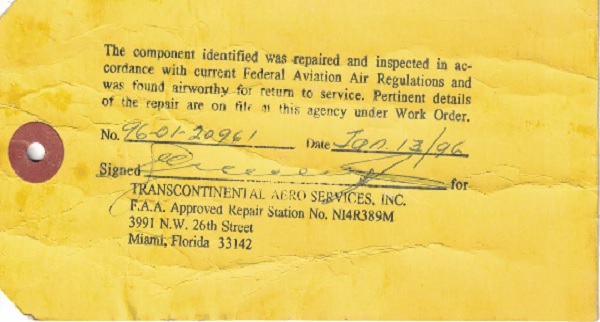 The component identified was repaired and inspected in ac-
cordance with current Federal Aviation Air Regulations and
was found airworthy for return to service. Pertinent details
of the repair are on file at this agency under Work Order.
No. 96-01-20961 Date Jan 13/96
Signed for
TRANSCONTINENTAL AERO SERVICES, INC.
F.A.A. Approved Repair Station No. NI4R389M
3991 N.W. 26th Street
Miami, Florida 33142